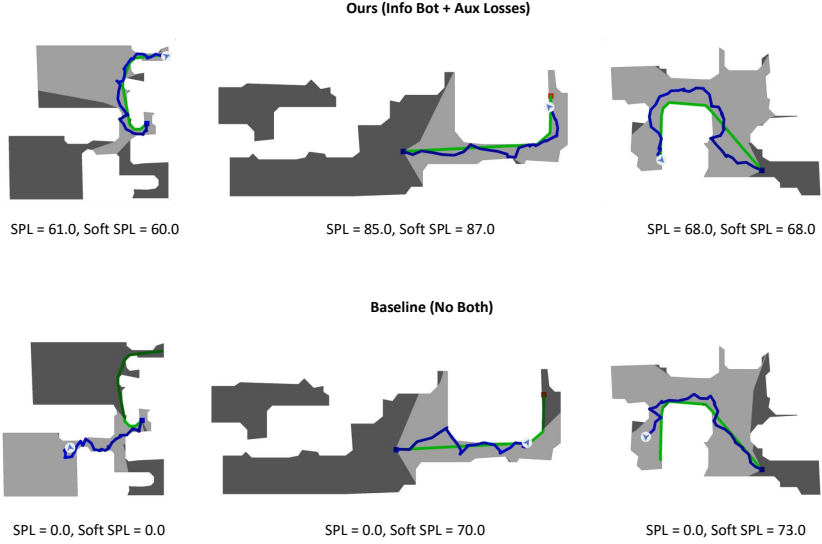 Ours (Info Bot + Aux Losses)
SPL = 61.0, Soft SPL = 60.0
SPL = 85.0, Soft SPL = 87.0
SPL = 68.0, Soft SPL = 68.0
Baseline (No Both)
SPL = 0.0, Soft SPL = 0.0
SPL = 0.0, Soft SPL = 70.0
SPL = 0.0, Soft SPL = 73.0